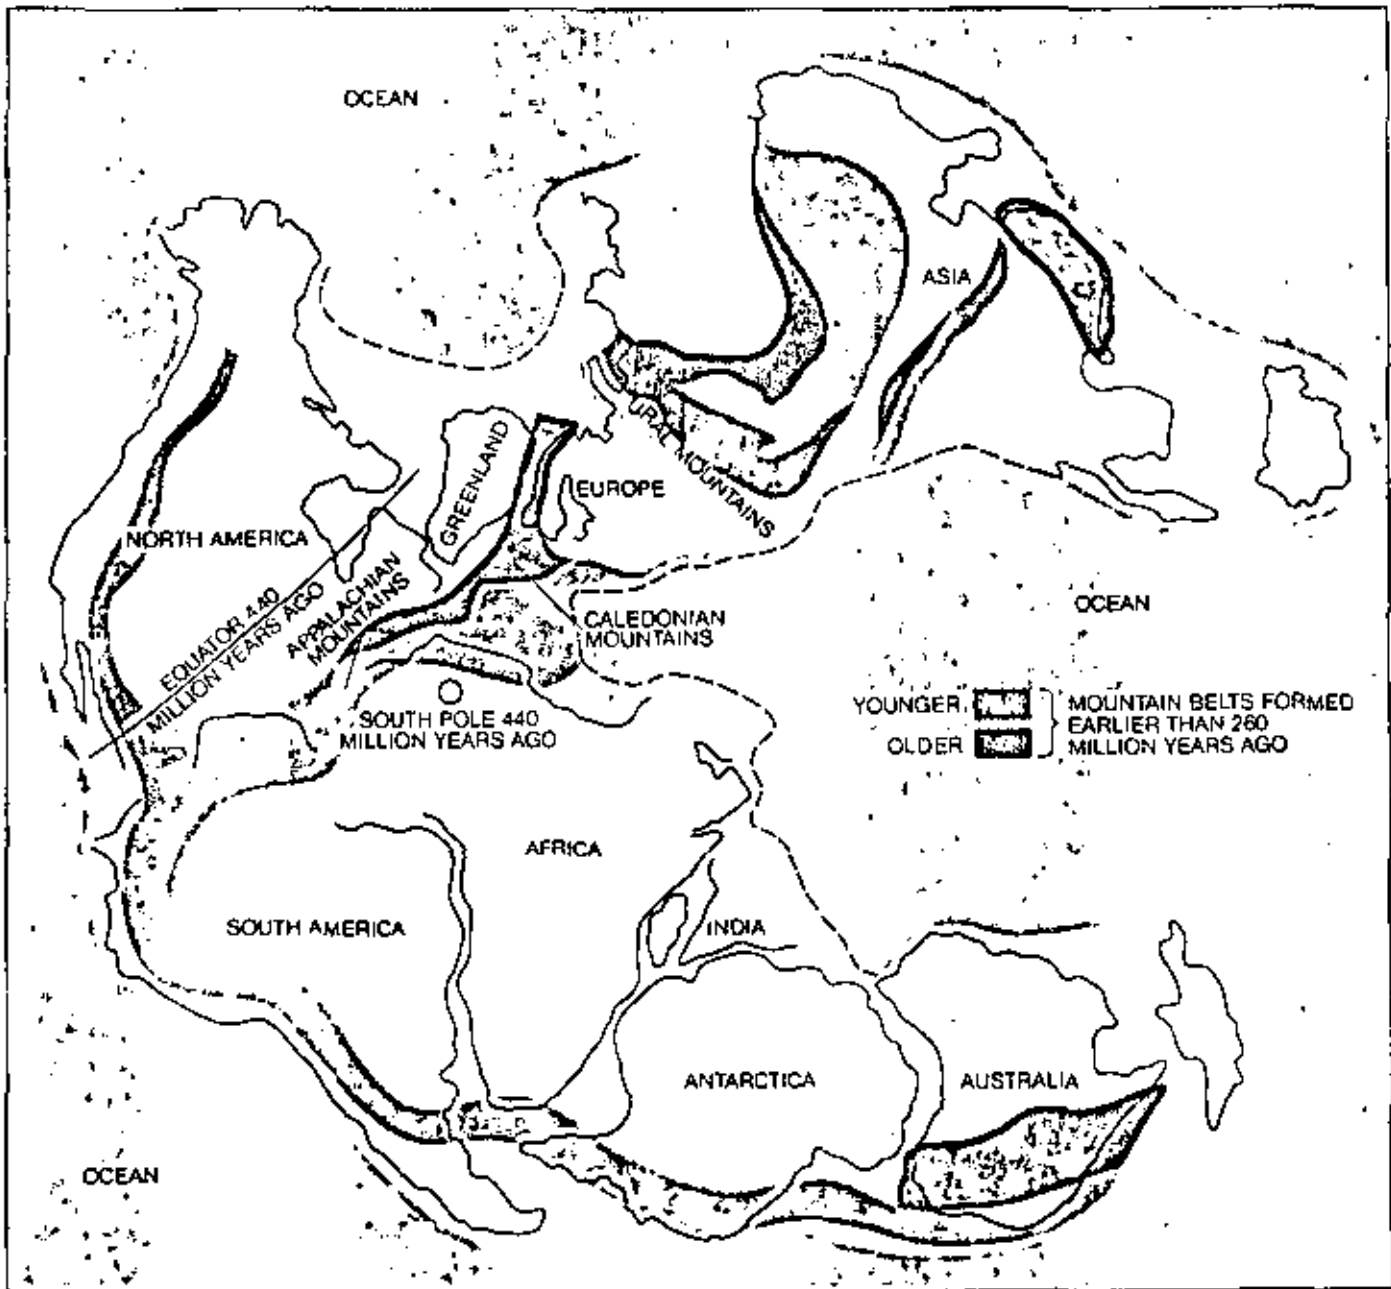 OCEAN
ASIA
GREENLAND
URAL MOUNTAINS
EUROPE
NORTH AMERICA
EQUATOR 440
MILLION YEARS AGO
APPALACHIAN
MOUNTAINS
CALEDONIAN
MOUNTAINS
OCEAN
SOUTH POLE 440
MILLION YEARS AGO
YOUNGER
OLDER
MOUNTAIN BELTS FORMED
EARLIER THAN 260
MILLION YEARS AGO
AFRICA
SOUTH AMERICA
INDIA
ANTARCTICA
AUSTRALIA
OCEAN